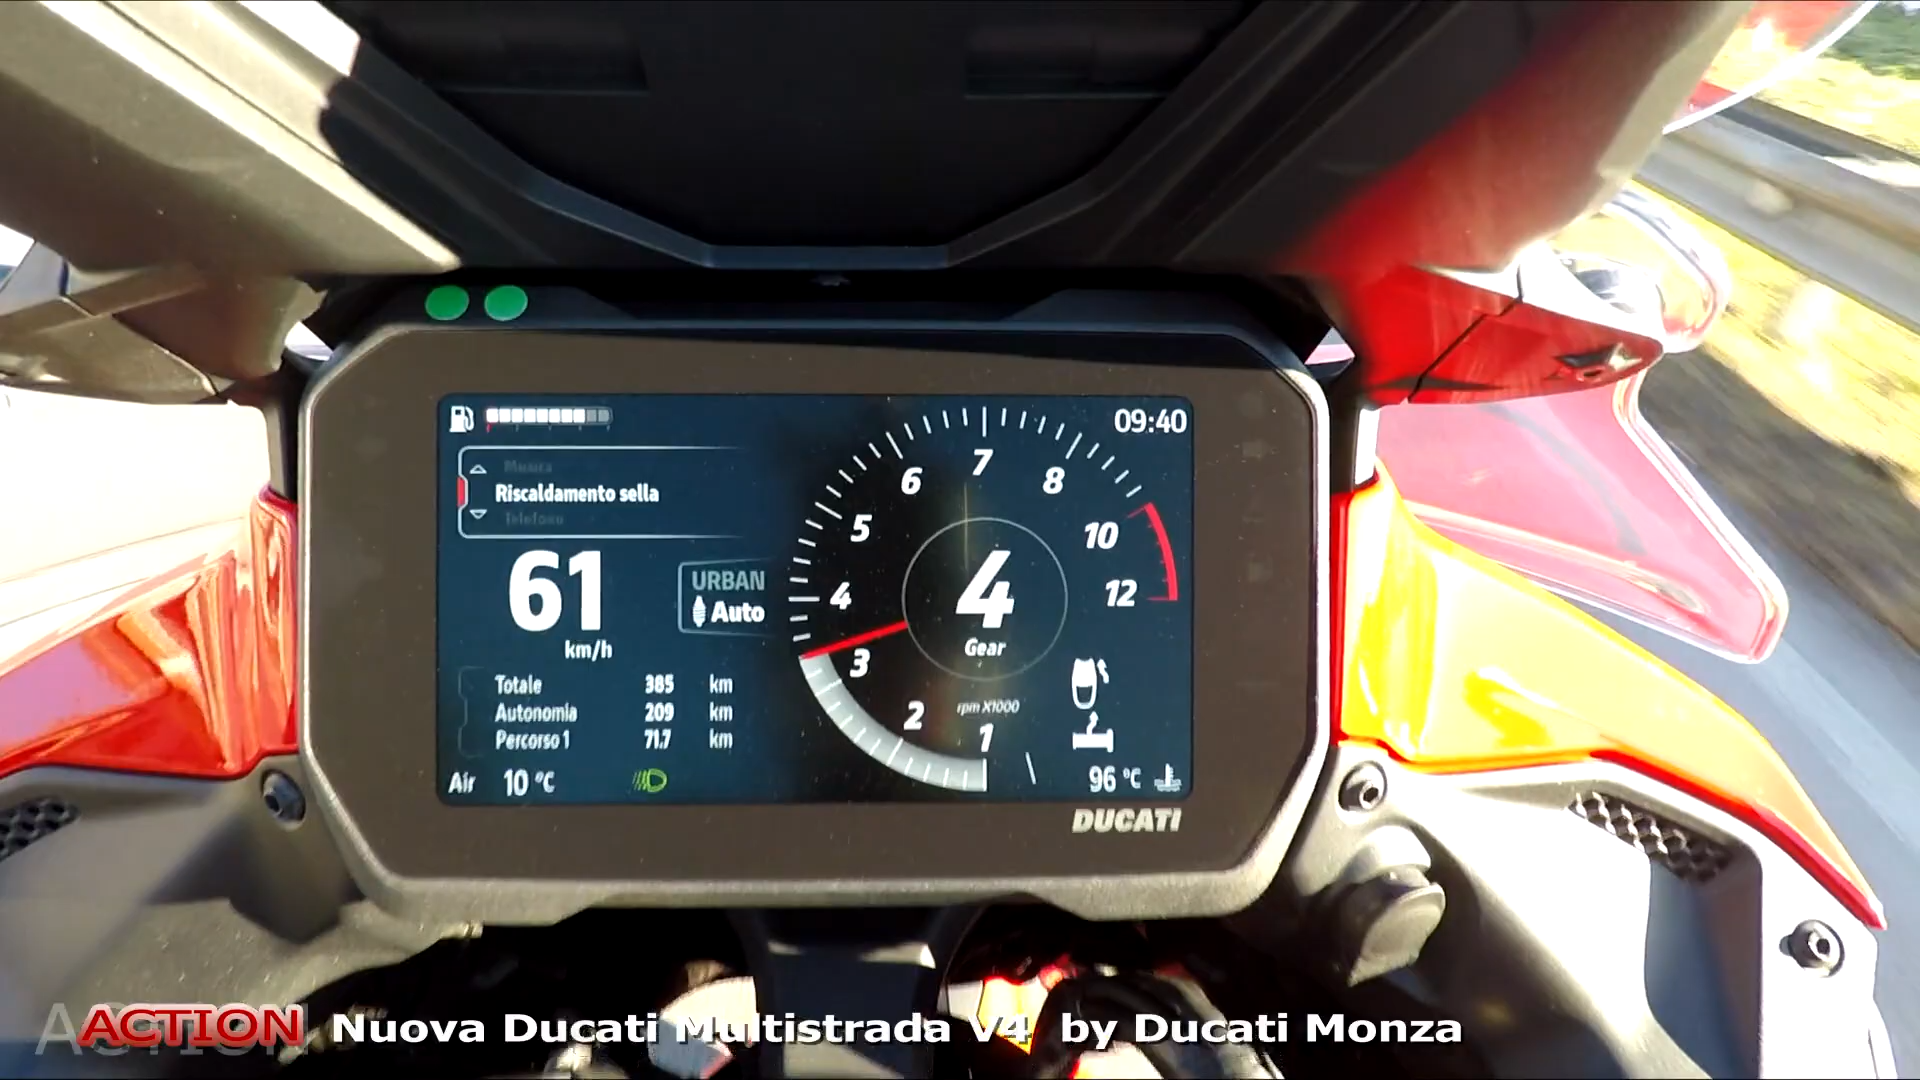 09:40
Musica
Riscaldamento sella
Telefono
61
km/h
URBAN
Auto
Totale 385 km
Autonomia 209 km
Percorso 1 71.7 km
Air 10 °C
1
2
3
4
5
6
7
8
10
12
4
Gear
rpm X1000
96 °C
DUCATI
ACTION Nuova Ducati Multistrada V4 by Ducati Monza